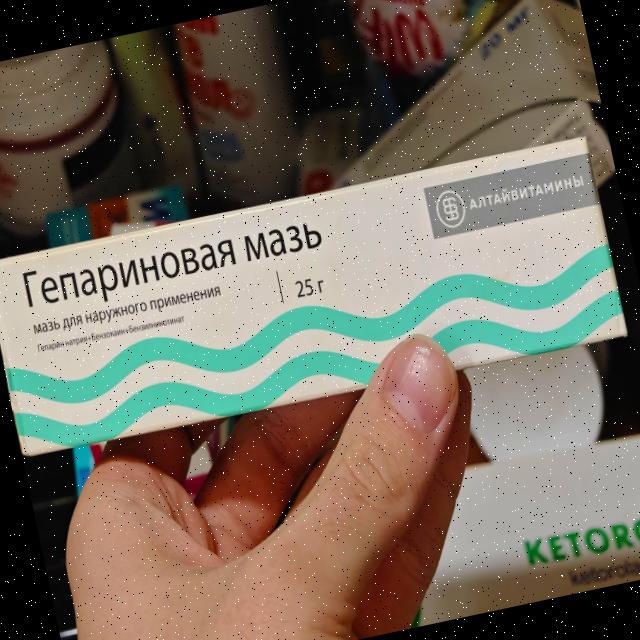 АЛТАЙВИТАМИНЫ
Гепариновая мазь
мазь для наружного применения
25 г
Гепарин натрия+Бензокаин+Бензилникотинат
KETORO